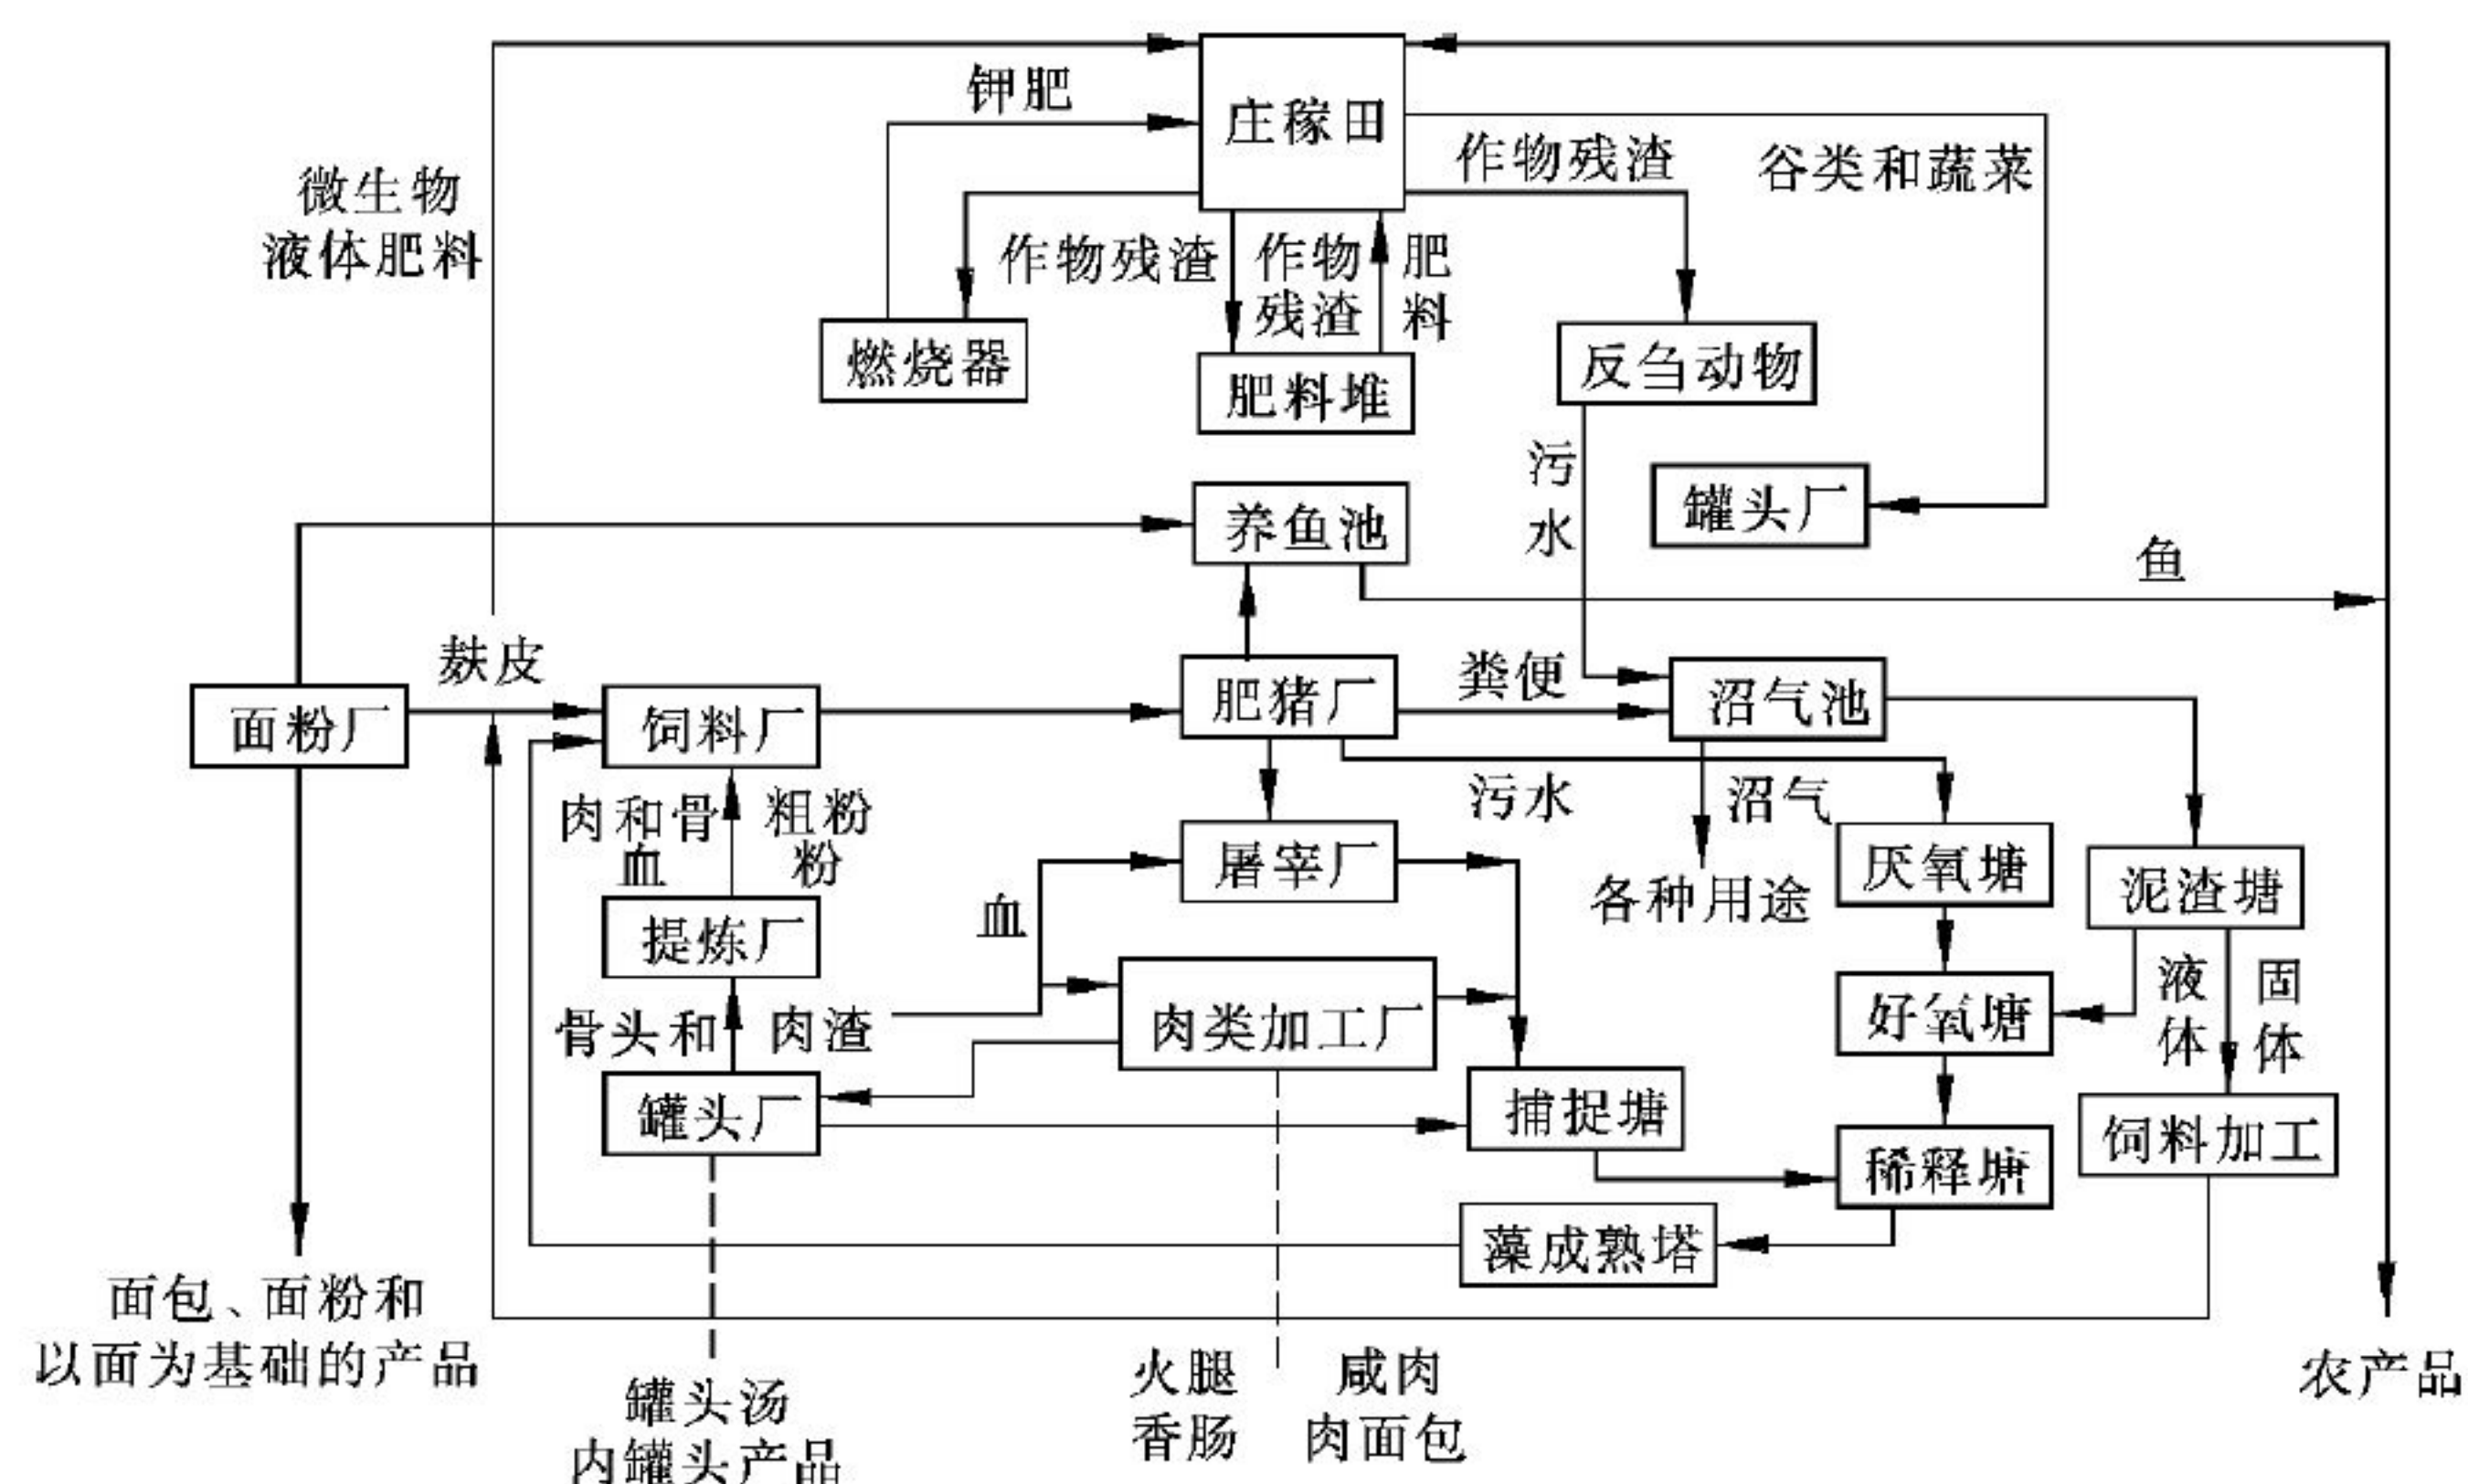 钾肥
庄稼田
作物残渣
谷类和蔬菜
微生物
液体肥料
作物残渣
作物
残渣
肥
料
燃烧器
肥料堆
反刍动物
污
水
罐头厂
养鱼池
鱼
麸皮
面粉厂
饲料厂
肥猪厂
粪便
沼气池
污水
沼气
肉和骨
血
粗粉
粉
各种用途
屠宰厂
厌氧塘
泥渣塘
血
提炼厂
液
体
固
体
骨头和
肉渣
肉类加工厂
好氧塘
罐头厂
捕捉塘
稀释塘
饲料加工
藻成熟塔
面包、面粉和
以面为基础的产品
罐头汤
内罐头产品
火腿
香肠
咸肉
肉面包
农产品